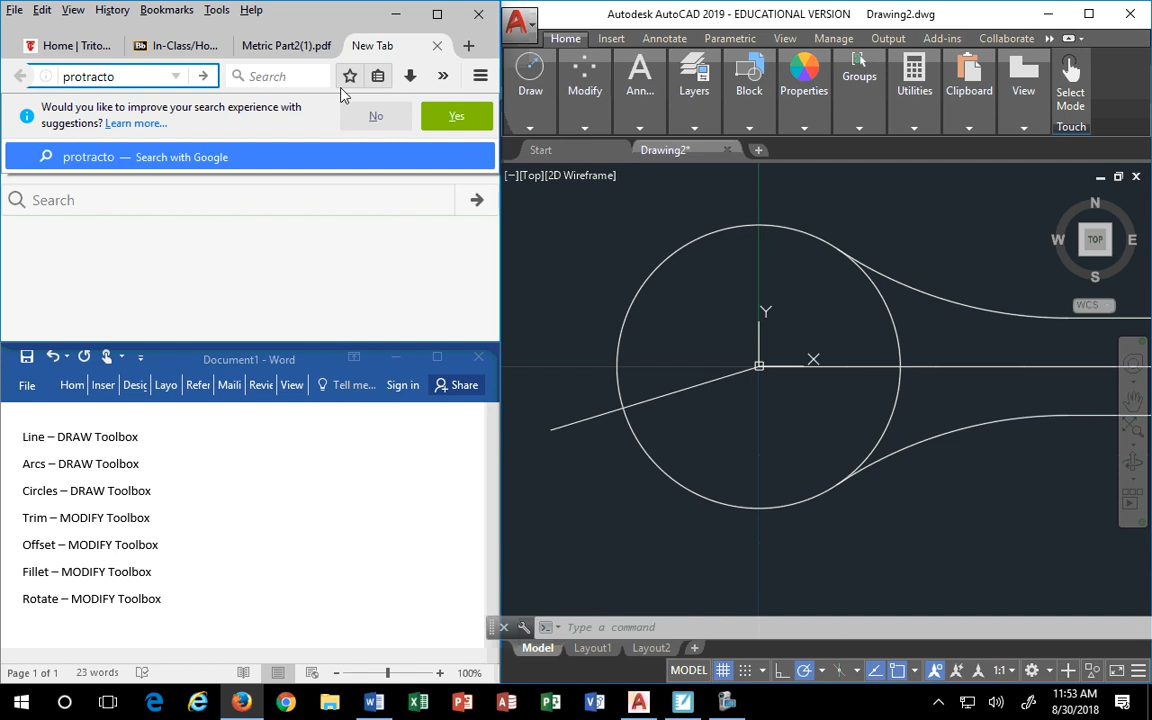 File Edit View History Bookmarks Tools Help
Home | Trito... Bb In-Class/Ho... Metric Part2(1).pdf New Tab
protracto Search
Would you like to improve your search experience with
suggestions? Learn more... No Yes
protracto — Search with Google
Search
Document1 - Word
File Hom Inser Desig Layo Refer Maili Revie View Tell me... Sign in Share
Line – DRAW Toolbox
Arcs – DRAW Toolbox
Circles – DRAW Toolbox
Trim – MODIFY Toolbox
Offset – MODIFY Toolbox
Fillet – MODIFY Toolbox
Rotate – MODIFY Toolbox
Page 1 of 1 23 words 100%
Autodesk AutoCAD 2019 - EDUCATIONAL VERSION Drawing2.dwg
Home Insert Annotate Parametric View Manage Output Add-ins Collaborate
Draw Modify Ann... Layers Block Properties Groups Utilities Clipboard View Select
Mode
Touch
Start Drawing2*
[−][Top][2D Wireframe]
N
W TOP E
S
WCS
Y
X
Type a command
Model Layout1 Layout2
MODEL 1:1
11:53 AM
8/30/2018